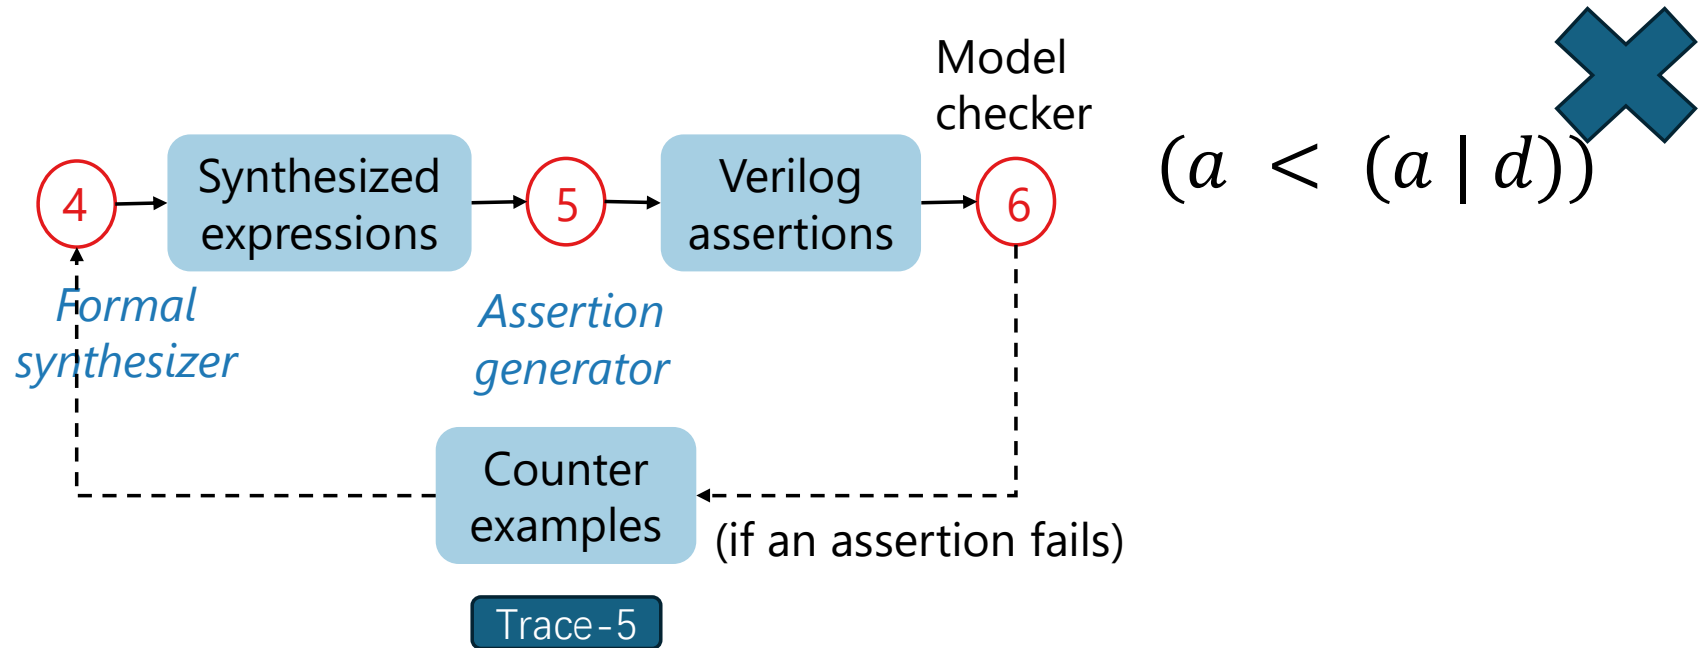 Model
checker
4
Synthesized
expressions
5
Verilog
assertions
6
(a < (a | d))
Formal
synthesizer
Assertion
generator
Counter
examples
(if an assertion fails)
Trace-5